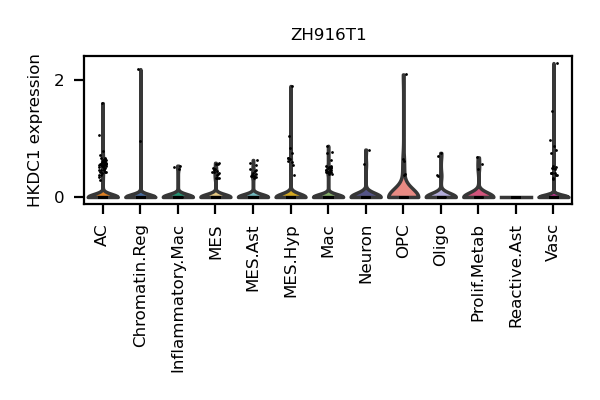 ZH916T1
HKDC1 expression
2
0
AC
Chromatin.Reg
Inflammatory.Mac
MES
MES.Ast
MES.Hyp
Mac
Neuron
OPC
Oligo
Prolif.Metab
Reactive.Ast
Vasc